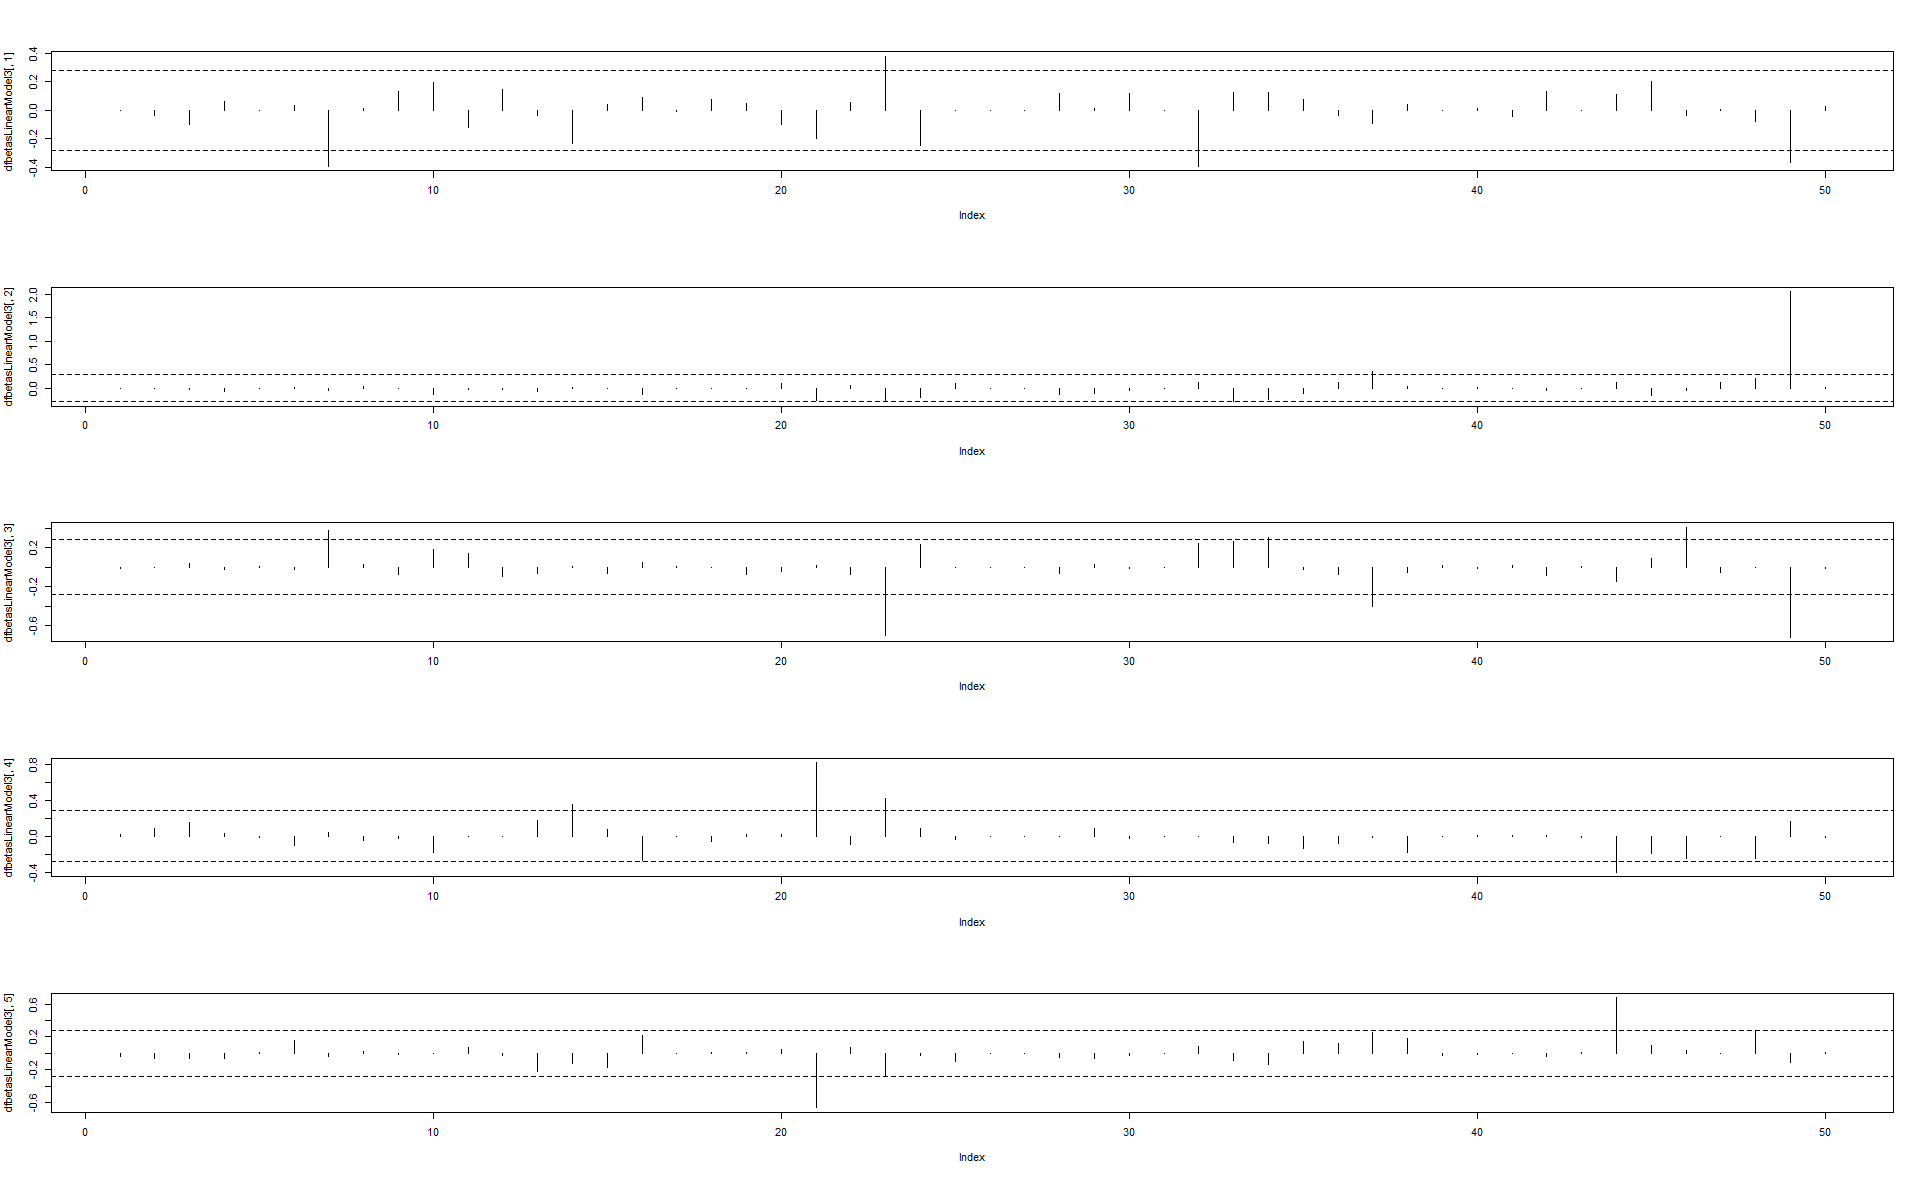 dfbetasLinearModel3[, 1]
0.4
0.2
0.0
-0.2
-0.4
0 10 20 30 40 50
Index
dfbetasLinearModel3[, 2]
2.0
1.5
1.0
0.5
0.0
0 10 20 30 40 50
Index
dfbetasLinearModel3[, 3]
0.2
-0.2
-0.6
0 10 20 30 40 50
Index
dfbetasLinearModel3[, 4]
0.8
0.4
0.0
-0.4
0 10 20 30 40 50
Index
dfbetasLinearModel3[, 5]
0.6
0.2
-0.2
-0.6
0 10 20 30 40 50
Index